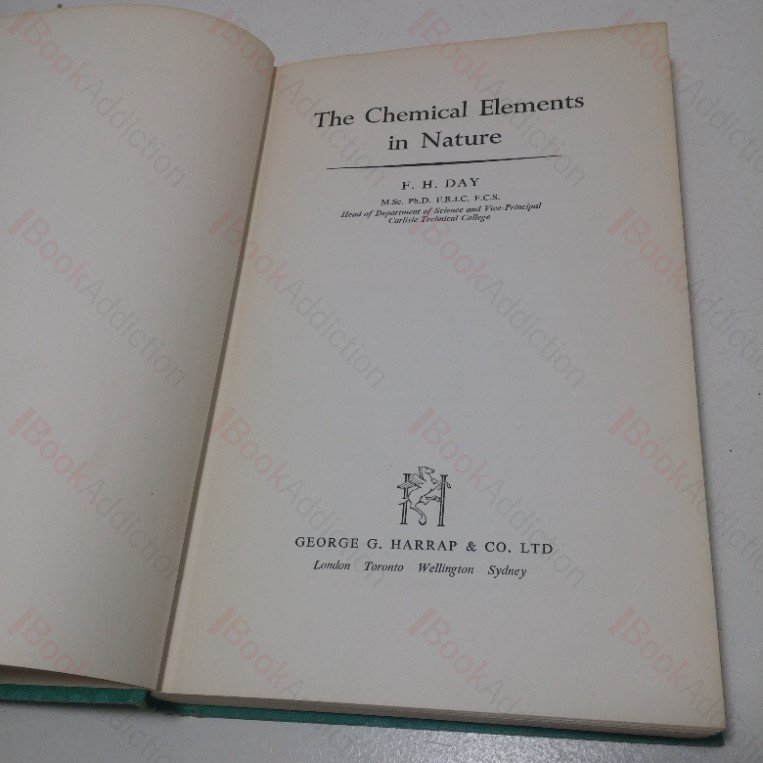 The Chemical Elements
in Nature
F. H. DAY
M.Sc. Ph.D. F.R.I.C. F.C.S.
Head of Department of Science and Vice-Principal
Carlisle Technical College
H
GEORGE G. HARRAP & CO. LTD
London Toronto Wellington Sydney
BookAddiction